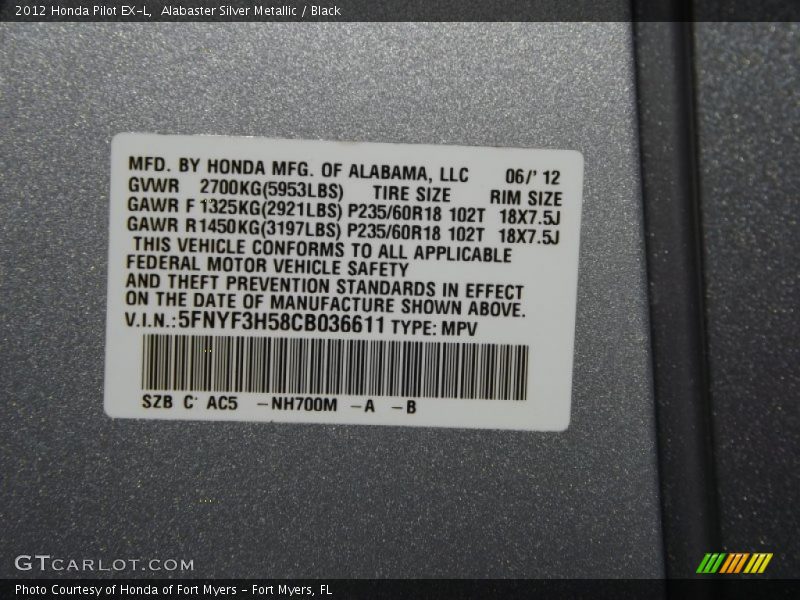 2012 Honda Pilot EX-L,  Alabaster Silver Metallic / Black
MFD. BY HONDA MFG. OF ALABAMA, LLC 06/'12
GVWR 2700KG(5953LBS) TIRE SIZE RIM SIZE
GAWR F 1325KG(2921LBS) P235/60R18 102T 18X7.5J
GAWR R1450KG(3197LBS) P235/60R18 102T 18X7.5J
THIS VEHICLE CONFORMS TO ALL APPLICABLE
FEDERAL MOTOR VEHICLE SAFETY
AND THEFT PREVENTION STANDARDS IN EFFECT
ON THE DATE OF MANUFACTURE SHOWN ABOVE.
V.I.N.:5FNYF3H58CB036611 TYPE: MPV
SZB C AC5 -NH700M -A -B
GTCARLOT.COM
Photo Courtesy of Honda of Fort Myers - Fort Myers, FL